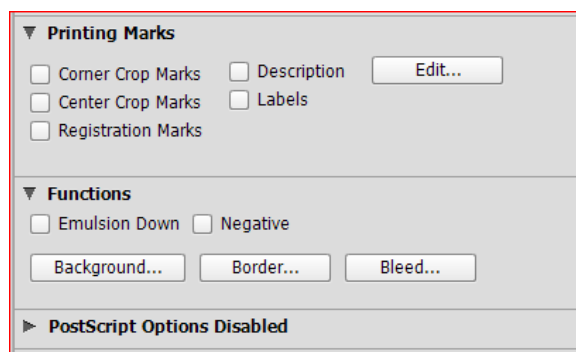 Printing Marks
Corner Crop Marks Description Edit...
Center Crop Marks Labels
Registration Marks
Functions
Emulsion Down Negative
Background... Border... Bleed...
PostScript Options Disabled